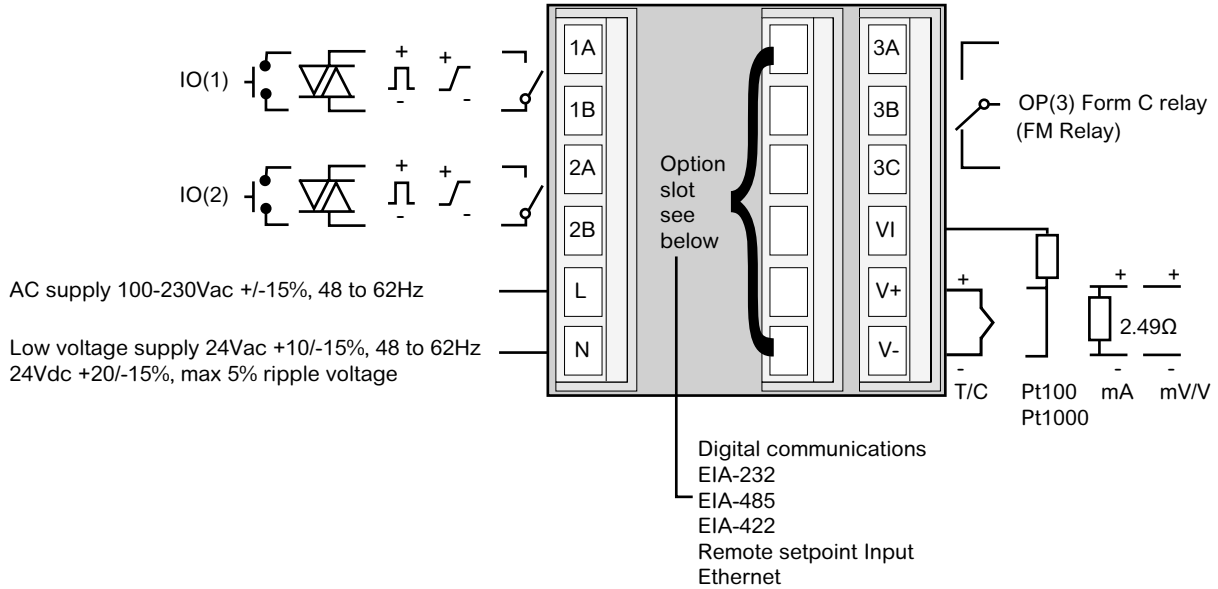 IO(1)
+
-
+
-
1A
1B
2A
2B
L
N
IO(2)
+
-
+
-
AC supply 100-230Vac +/-15%, 48 to 62Hz
Low voltage supply 24Vac +10/-15%, 48 to 62Hz
24Vdc +20/-15%, max 5% ripple voltage
Option
slot
see
below
3A
3B
3C
VI
V+
V-
OP(3) Form C relay
(FM Relay)
+
-
T/C
Pt100
Pt1000
+
2.49Ω
-
mA
+
-
mV/V
Digital communications
EIA-232
EIA-485
EIA-422
Remote setpoint Input
Ethernet